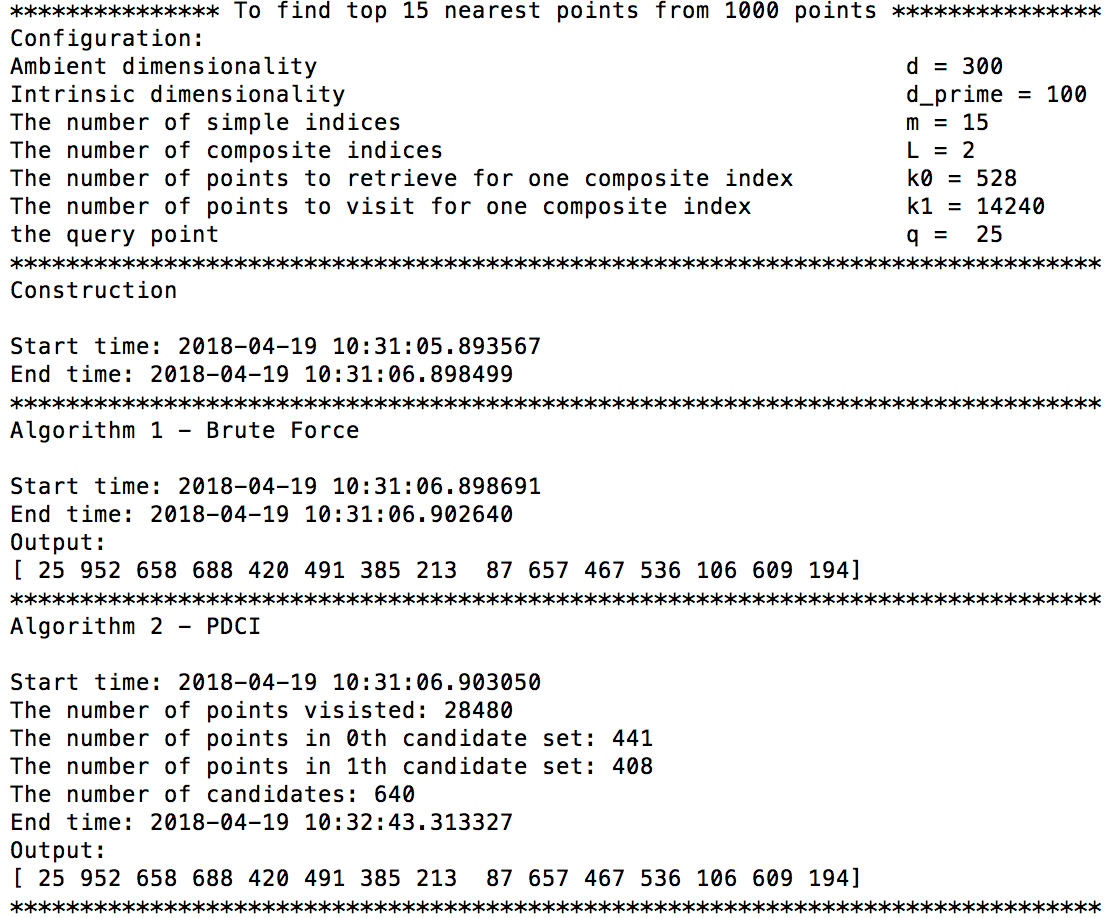 *************** To find top 15 nearest points from 1000 points ***************
Configuration:
Ambient dimensionality                                          d = 300
Intrinsic dimensionality                                        d_prime = 100
The number of simple indices                                    m = 15
The number of composite indices                                 L = 2
The number of points to retrieve for one composite index        k0 = 528
The number of points to visit for one composite index           k1 = 14240
the query point                                                 q =  25
******************************************************************************
Construction

Start time: 2018-04-19 10:31:05.893567
End time: 2018-04-19 10:31:06.898499
******************************************************************************
Algorithm 1 - Brute Force

Start time: 2018-04-19 10:31:06.898691
End time: 2018-04-19 10:31:06.902640
Output:
[ 25 952 658 688 420 491 385 213  87 657 467 536 106 609 194]
******************************************************************************
Algorithm 2 - PDCI

Start time: 2018-04-19 10:31:06.903050
The number of points visisted: 28480
The number of points in 0th candidate set: 441
The number of points in 1th candidate set: 408
The number of candidates: 640
End time: 2018-04-19 10:32:43.313327
Output:
[ 25 952 658 688 420 491 385 213  87 657 467 536 106 609 194]
******************************************************************************